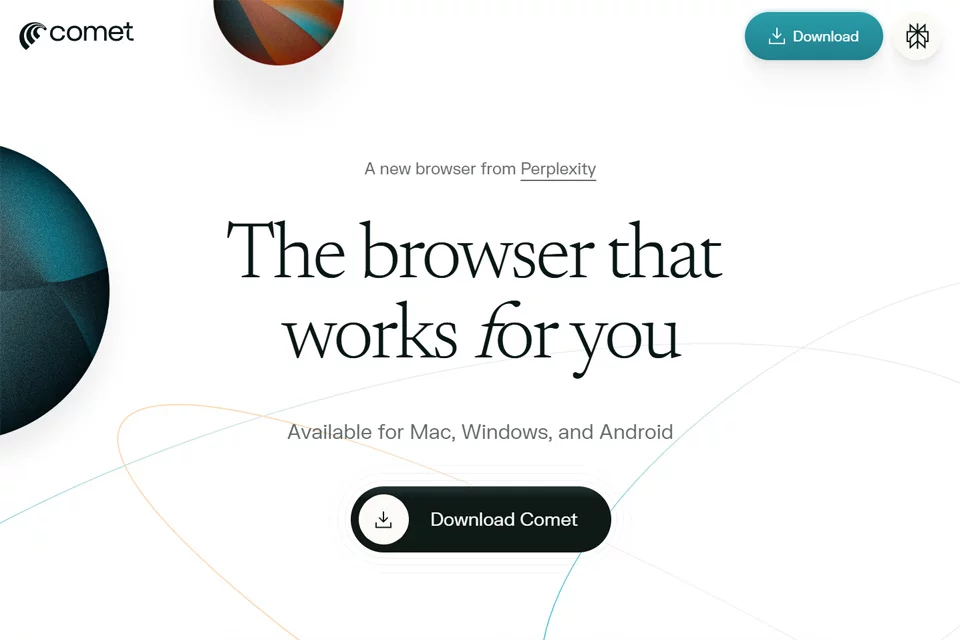 comet
Download
A new browser from Perplexity
The browser that
works for you
Available for Mac, Windows, and Android
Download Comet